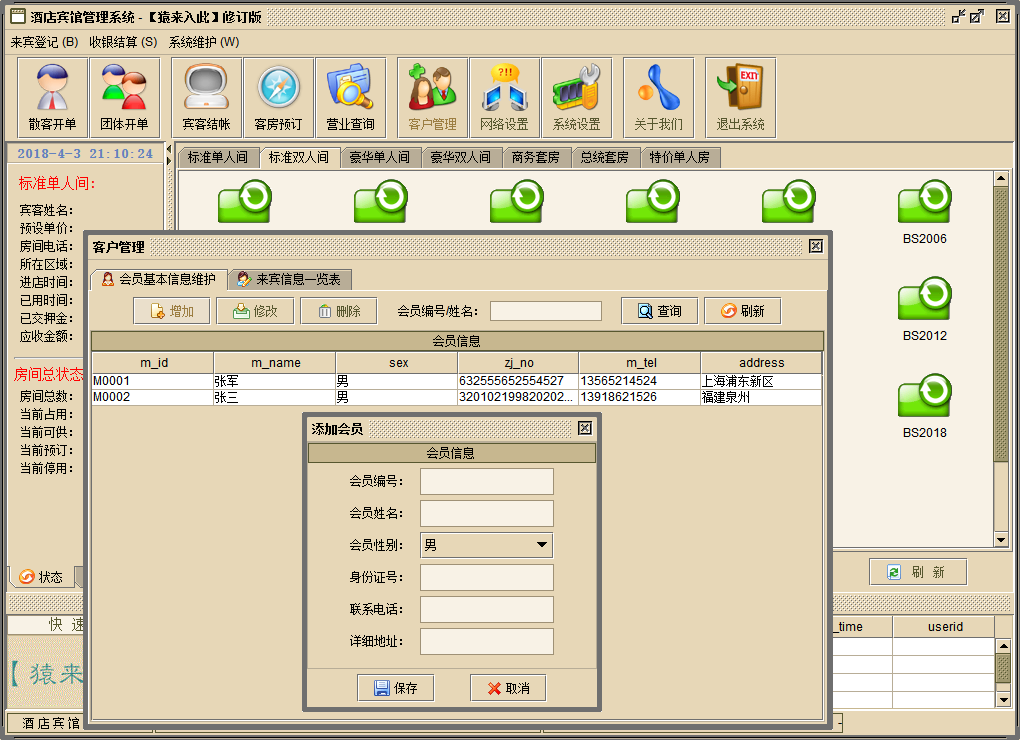 酒店宾馆管理系统 - 【猿来入此】修订版
来宾登记 (B) 收银结算 (S) 系统维护 (W)
散客开单 团体开单 宾客结帐 客房预订 营业查询 客户管理 网络设置 系统设置 关于我们 退出系统
2018-4-3 21:10:24
标准单人间 标准双人间 豪华单人间 豪华双人间 商务套房 总统套房 特价单人房
标准单人间:
宾客姓名:
预设单价:
房间电话:
所在区域:
进店时间:
已用时间:
已交押金:
应收金额:
房间总状态
房间总数:
当前占用:
当前可供:
当前预订:
当前停用:
状态
BS2006
BS2012
BS2018
客户管理
会员基本信息维护 来宾信息一览表
增加 修改 删除 会员编号/姓名: 查询 刷新
会员信息
m_id m_name sex zj_no m_tel address
M0001 张军 男 632555652554527 13565214524 上海浦东新区
M0002 张三 男 320102199820202... 13918621526 福建泉州
添加会员
会员信息
会员编号:
会员姓名:
会员性别: 男
身份证号:
联系电话:
详细地址:
保存 取消
刷 新
快 速
_time userid
【猿来
酒店宾馆